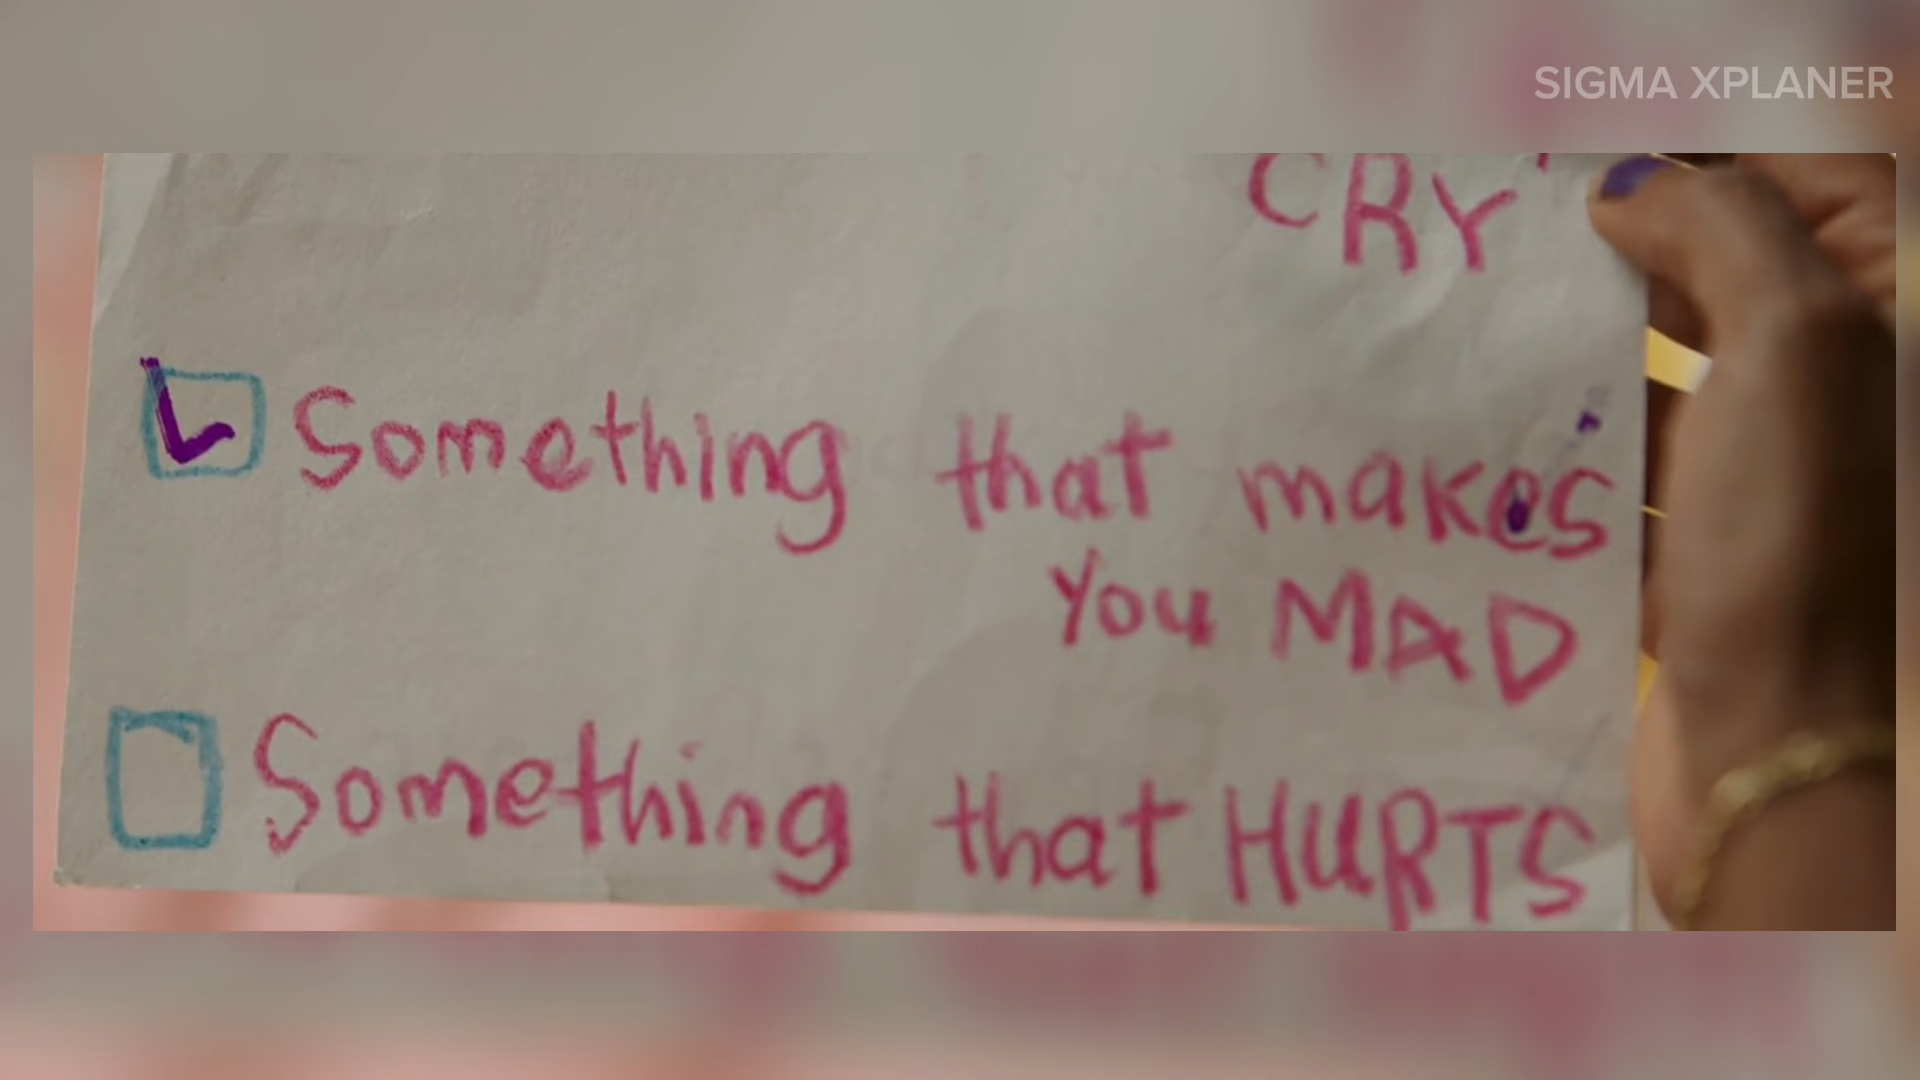 SIGMA XPLANER
CRY
Something that makes
You MAD
Something that HURTS